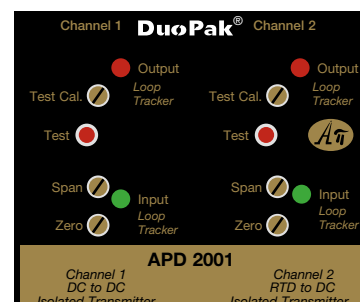 Channel 1 DuoPak® Channel 2
Output Output
Test Cal. Loop Tracker Test Cal. Loop Tracker
Test Test Aπ
Span Input Span Input
Zero Loop Tracker Zero Loop Tracker
APD 2001
Channel 1 Channel 2
DC to DC RTD to DC
Isolated Transmitter Isolated Transmitter